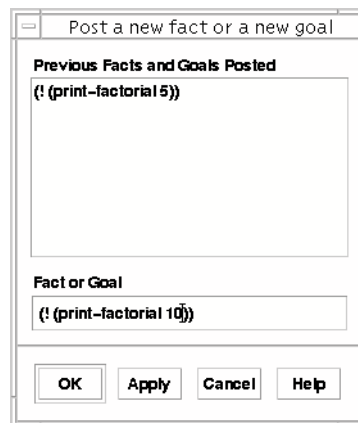 Post a new fact or a new goal
Previous Facts and Goals Posted
(! (print-factorial 5))
Fact or Goal
(! (print-factorial 10))
OK Apply Cancel Help